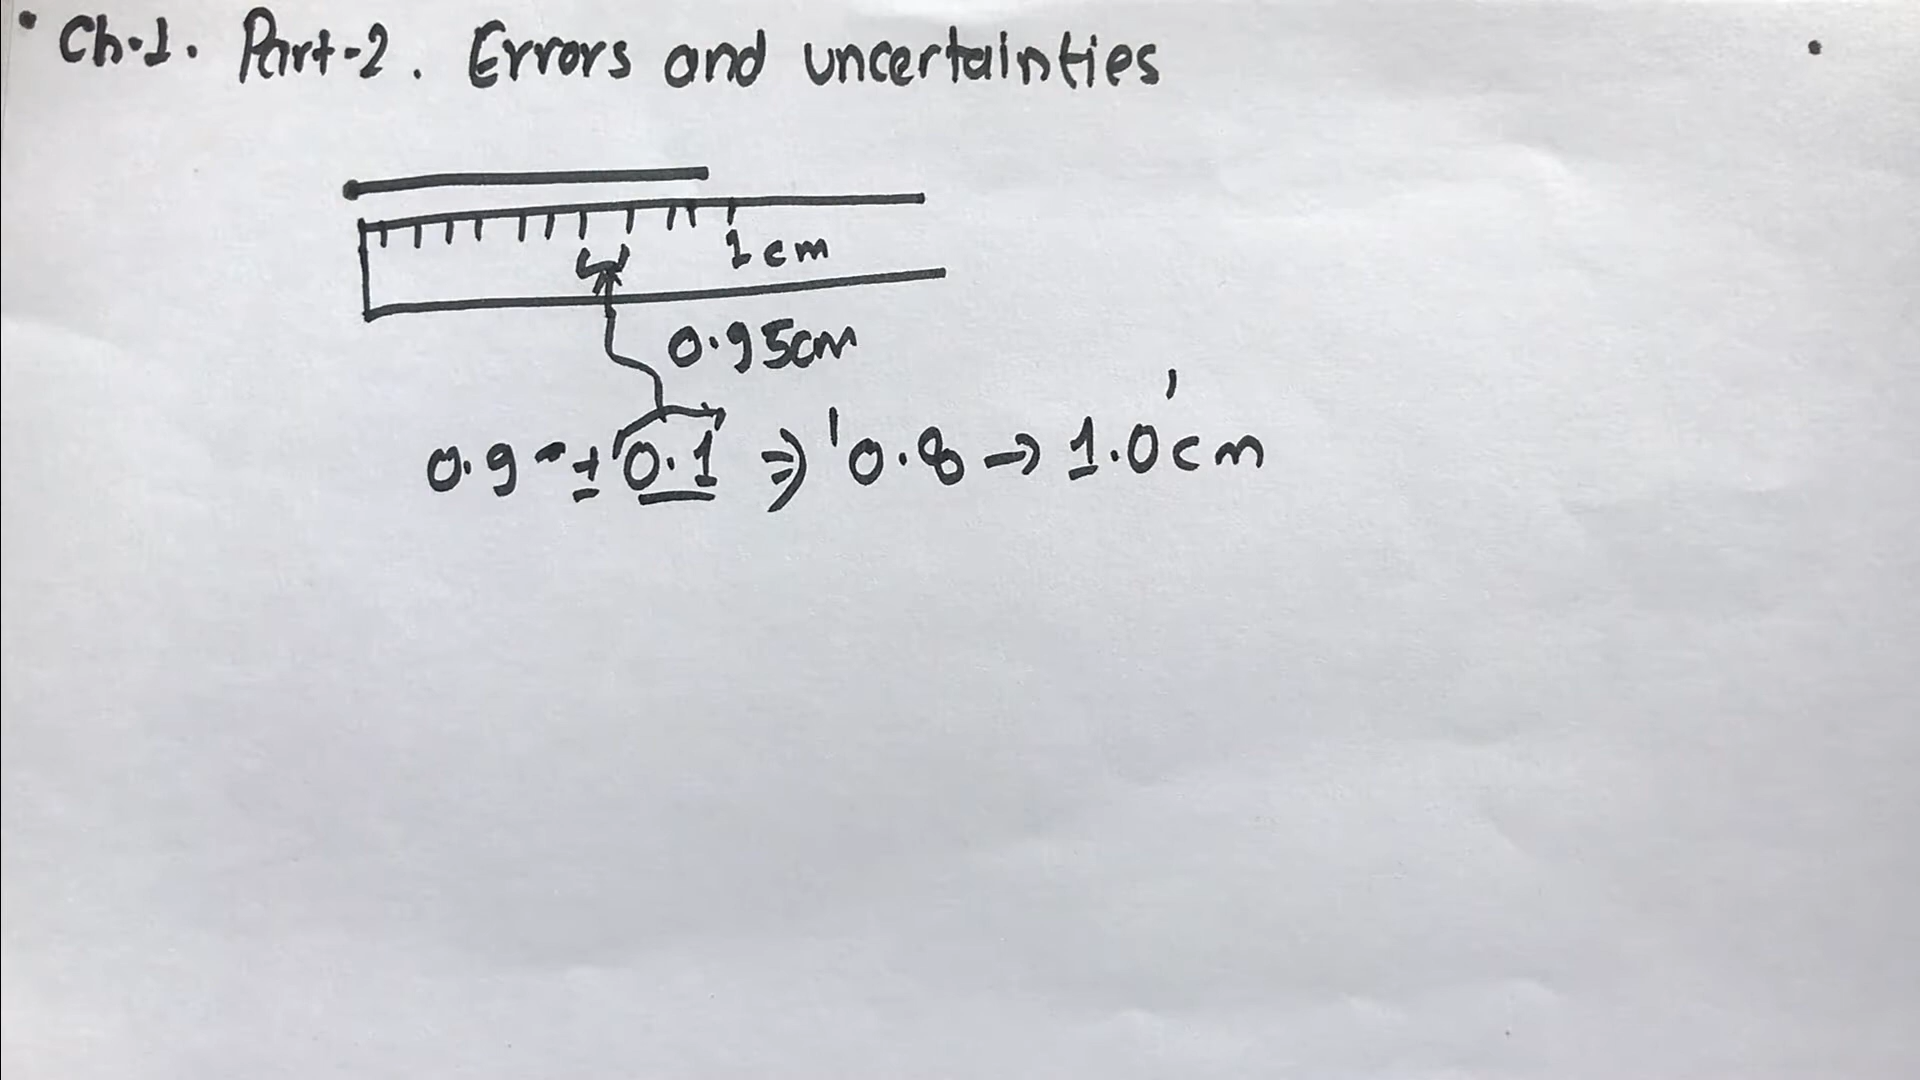 Ch.1. Part-2. Errors and uncertainties
1cm
0.95cm
0.9 ± 0.1 ⇒ 0.8 → 1.0cm